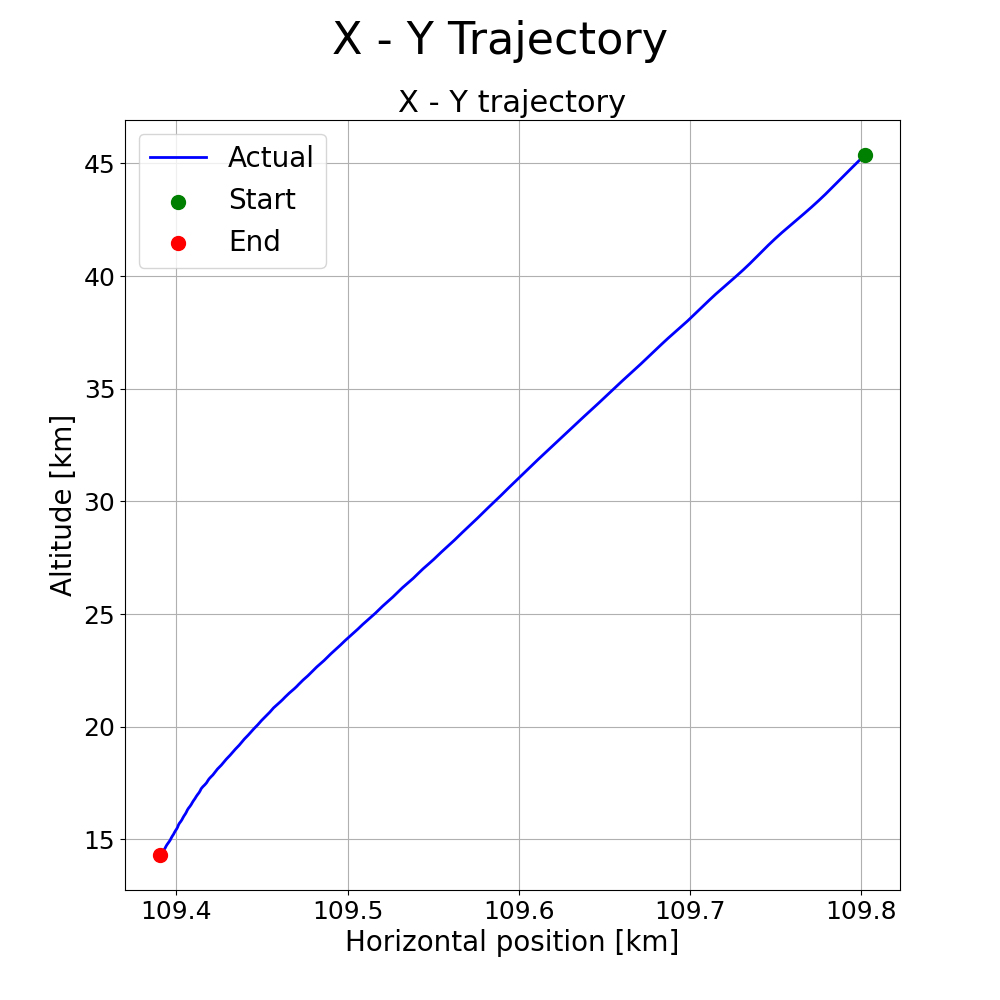 X - Y Trajectory
X - Y trajectory
Actual
Start
End
45
40
35
30
25
20
15
Altitude [km]
109.4 109.5 109.6 109.7 109.8
Horizontal position [km]